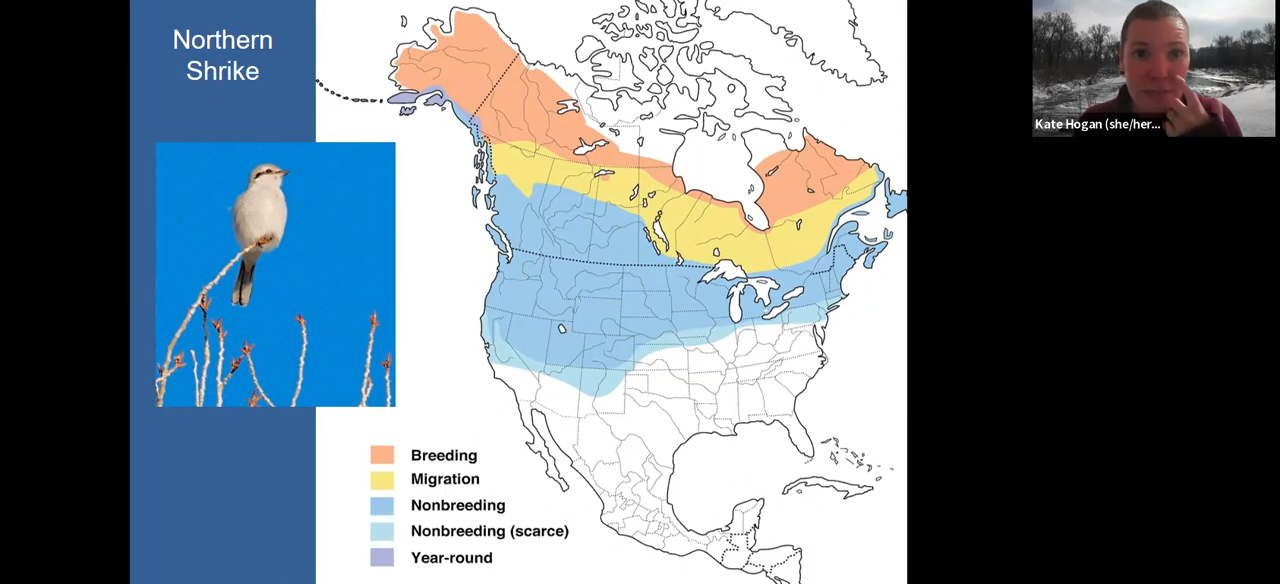 Northern
Shrike
Kate Hogan (she/her...
Breeding
Migration
Nonbreeding
Nonbreeding (scarce)
Year-round